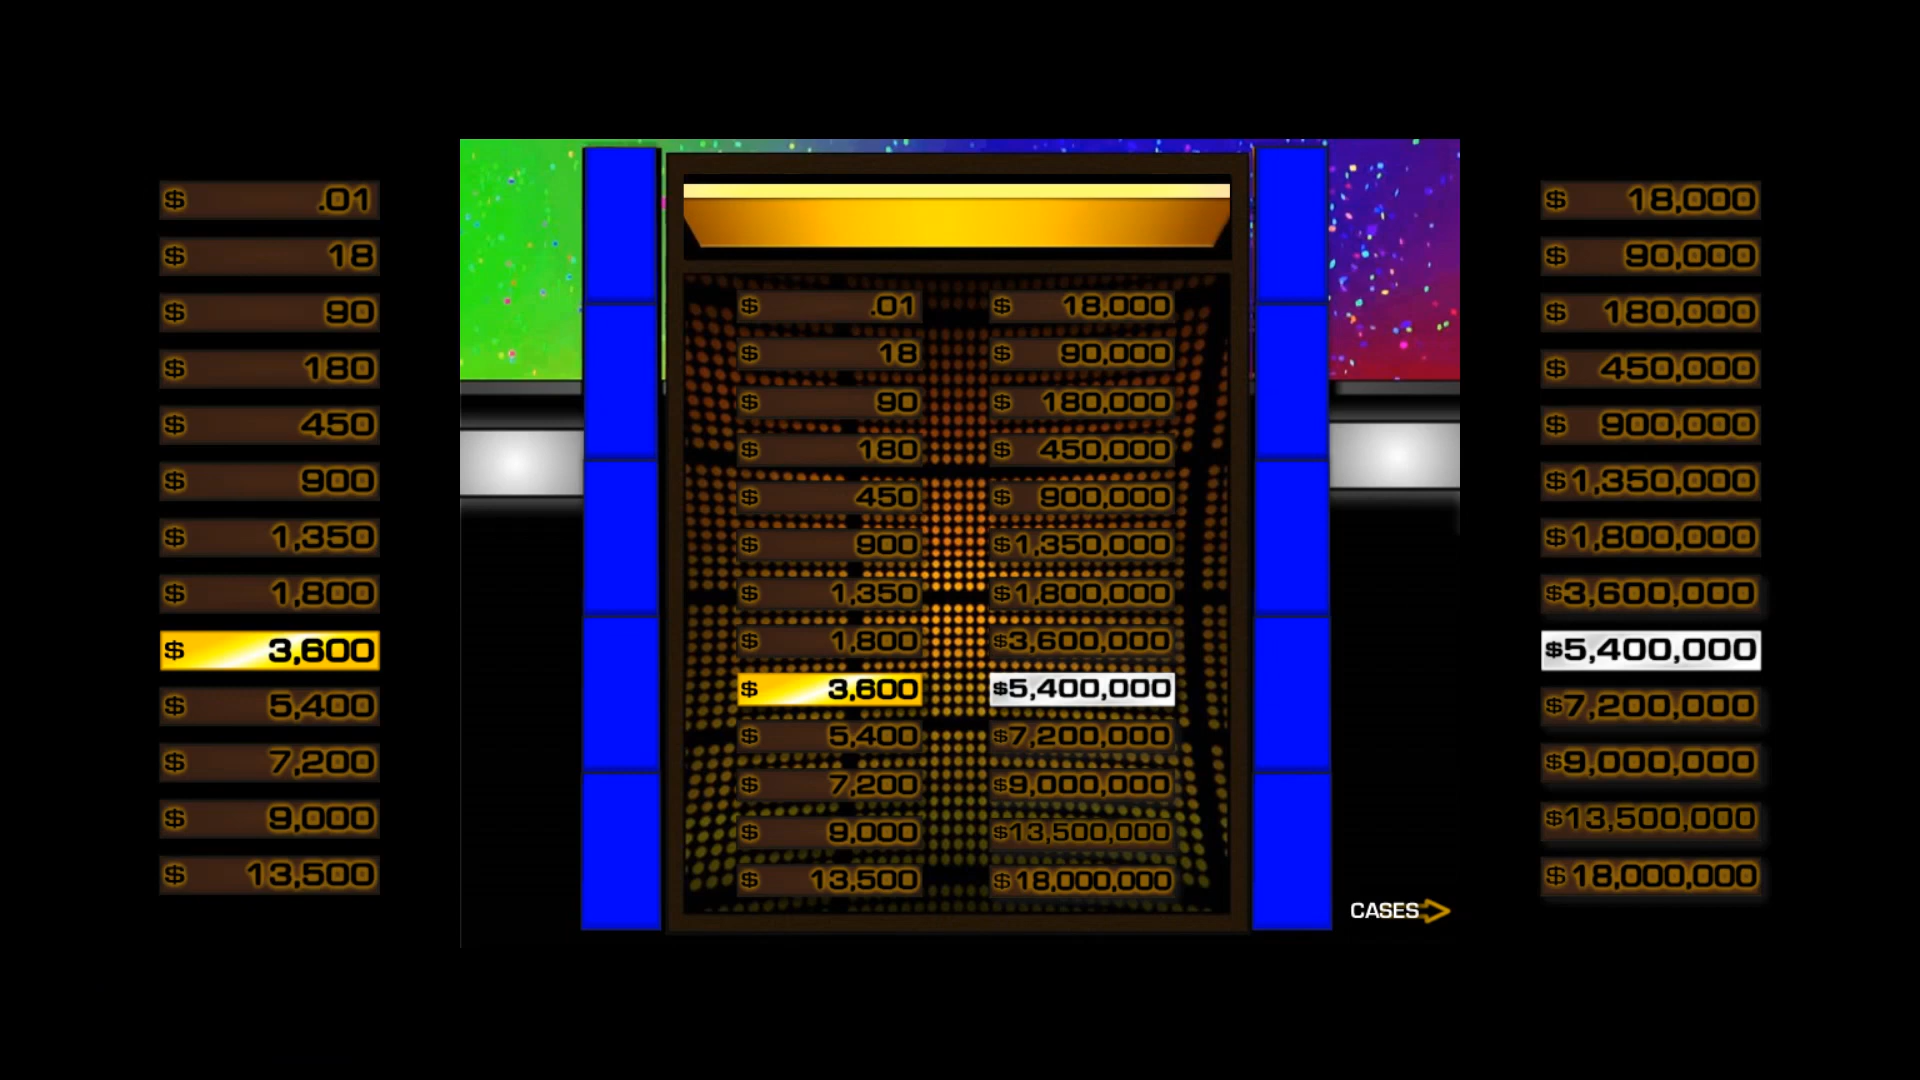 $ .01
$ 18
$ 90
$ 180
$ 450
$ 900
$ 1,350
$ 1,800
$ 3,600
$ 5,400
$ 7,200
$ 9,000
$ 13,500
$ .01 $ 18,000
$ 18 $ 90,000
$ 90 $ 180,000
$ 180 $ 450,000
$ 450 $ 900,000
$ 900 $1,350,000
$ 1,350 $1,800,000
$ 1,800 $3,600,000
$ 3,600 $5,400,000
$ 5,400 $7,200,000
$ 7,200 $9,000,000
$ 9,000 $13,500,000
$ 13,500 $18,000,000
CASES
$ 18,000
$ 90,000
$ 180,000
$ 450,000
$ 900,000
$1,350,000
$1,800,000
$3,600,000
$5,400,000
$7,200,000
$9,000,000
$13,500,000
$18,000,000